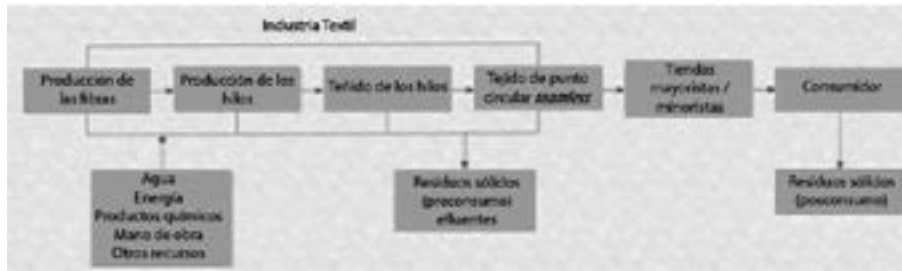 Industria Textil
Producción de
las fibras
Producción de los
hilos
Teñido de los hilos
Tejido de punto
circular
Tiendas
mayoristas /
minoristas
Consumidor
Agua
Energía
Productos químicos
Mano de obra
Otros recursos
Residuos sólidos
(preconsumo)
efluentes
Residuos sólidos
(posconsumo)